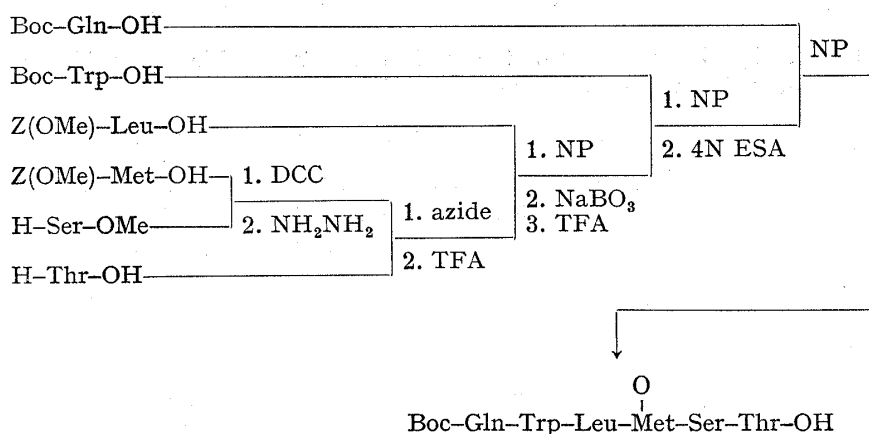 Boc–Gln–OH
NP
Boc–Trp–OH
1. NP
2. 4N ESA
Z(OMe)–Leu–OH
1. NP
2. NaBO₃
3. TFA
Z(OMe)–Met–OH
1. DCC
2. NH₂NH₂
H–Ser–OMe
1. azide
2. TFA
H–Thr–OH
O
Boc–Gln–Trp–Leu–Met–Ser–Thr–OH